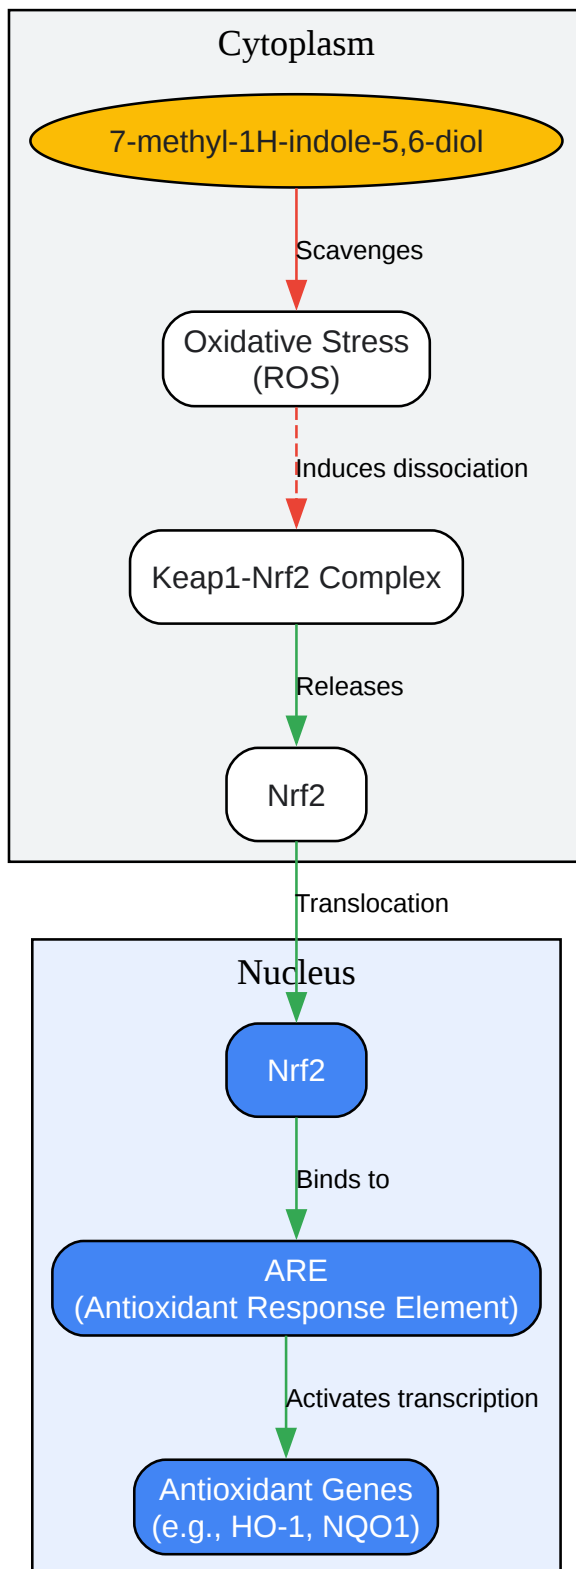 Cytoplasm
7-methyl-1H-indole-5,6-diol
Scavenges
Oxidative Stress
(ROS)
Induces dissociation
Keap1-Nrf2 Complex
Releases
Nrf2
Translocation
Nucleus
Nrf2
Binds to
ARE
(Antioxidant Response Element)
Activates transcription
Antioxidant Genes
(e.g., HO-1, NQO1)